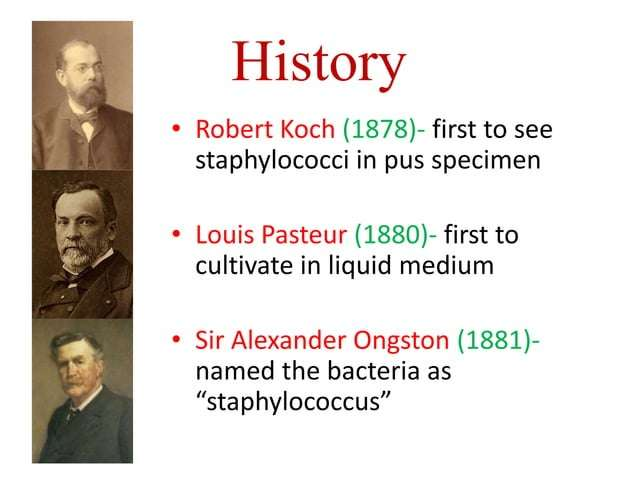 History
• Robert Koch (1878)- first to see
staphylococci in pus specimen
• Louis Pasteur (1880)- first to
cultivate in liquid medium
• Sir Alexander Ongston (1881)-
named the bacteria as
“staphylococcus”